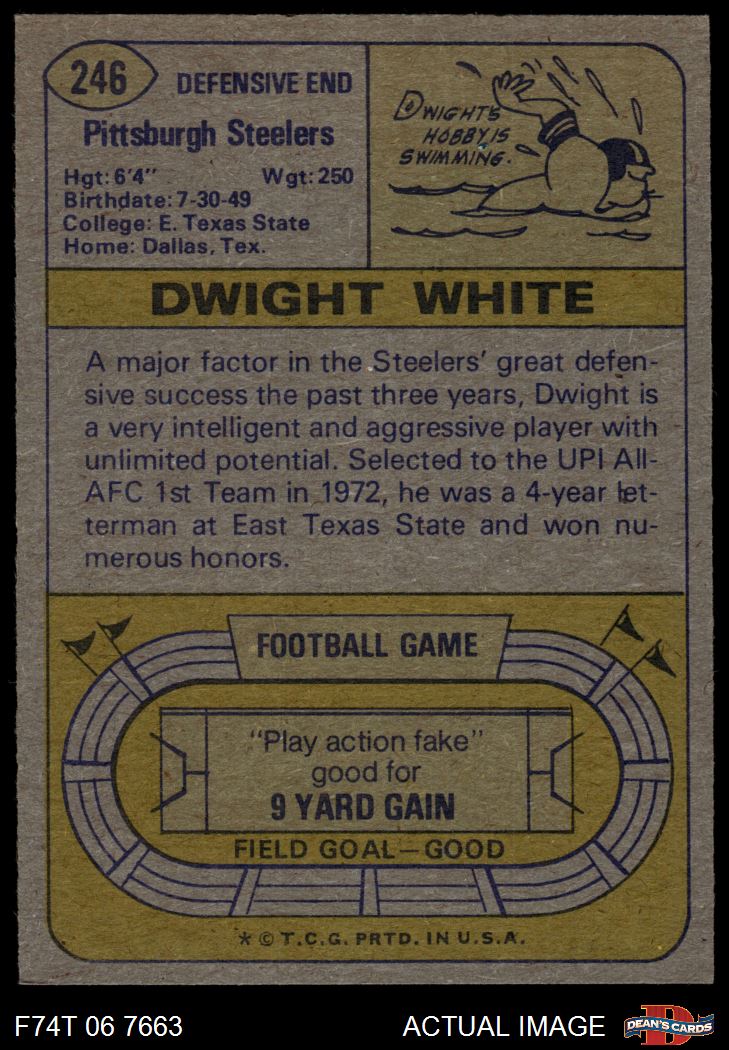 246
DEFENSIVE END
Pittsburgh Steelers
Hgt: 6'4" Wgt: 250
Birthdate: 7-30-49
College: E. Texas State
Home: Dallas, Tex.
DWIGHT'S
HOBBY IS
SWIMMING.
DWIGHT WHITE
A major factor in the Steelers' great defen-
sive success the past three years, Dwight is
a very intelligent and aggressive player with
unlimited potential. Selected to the UPI All-
AFC 1st Team in 1972, he was a 4-year let-
terman at East Texas State and won nu-
merous honors.
FOOTBALL GAME
"Play action fake"
good for
9 YARD GAIN
FIELD GOAL—GOOD
* © T.C.G. PRTD. IN U.S.A.
F74T 06 7663
ACTUAL IMAGE
D
DEAN'S CARDS